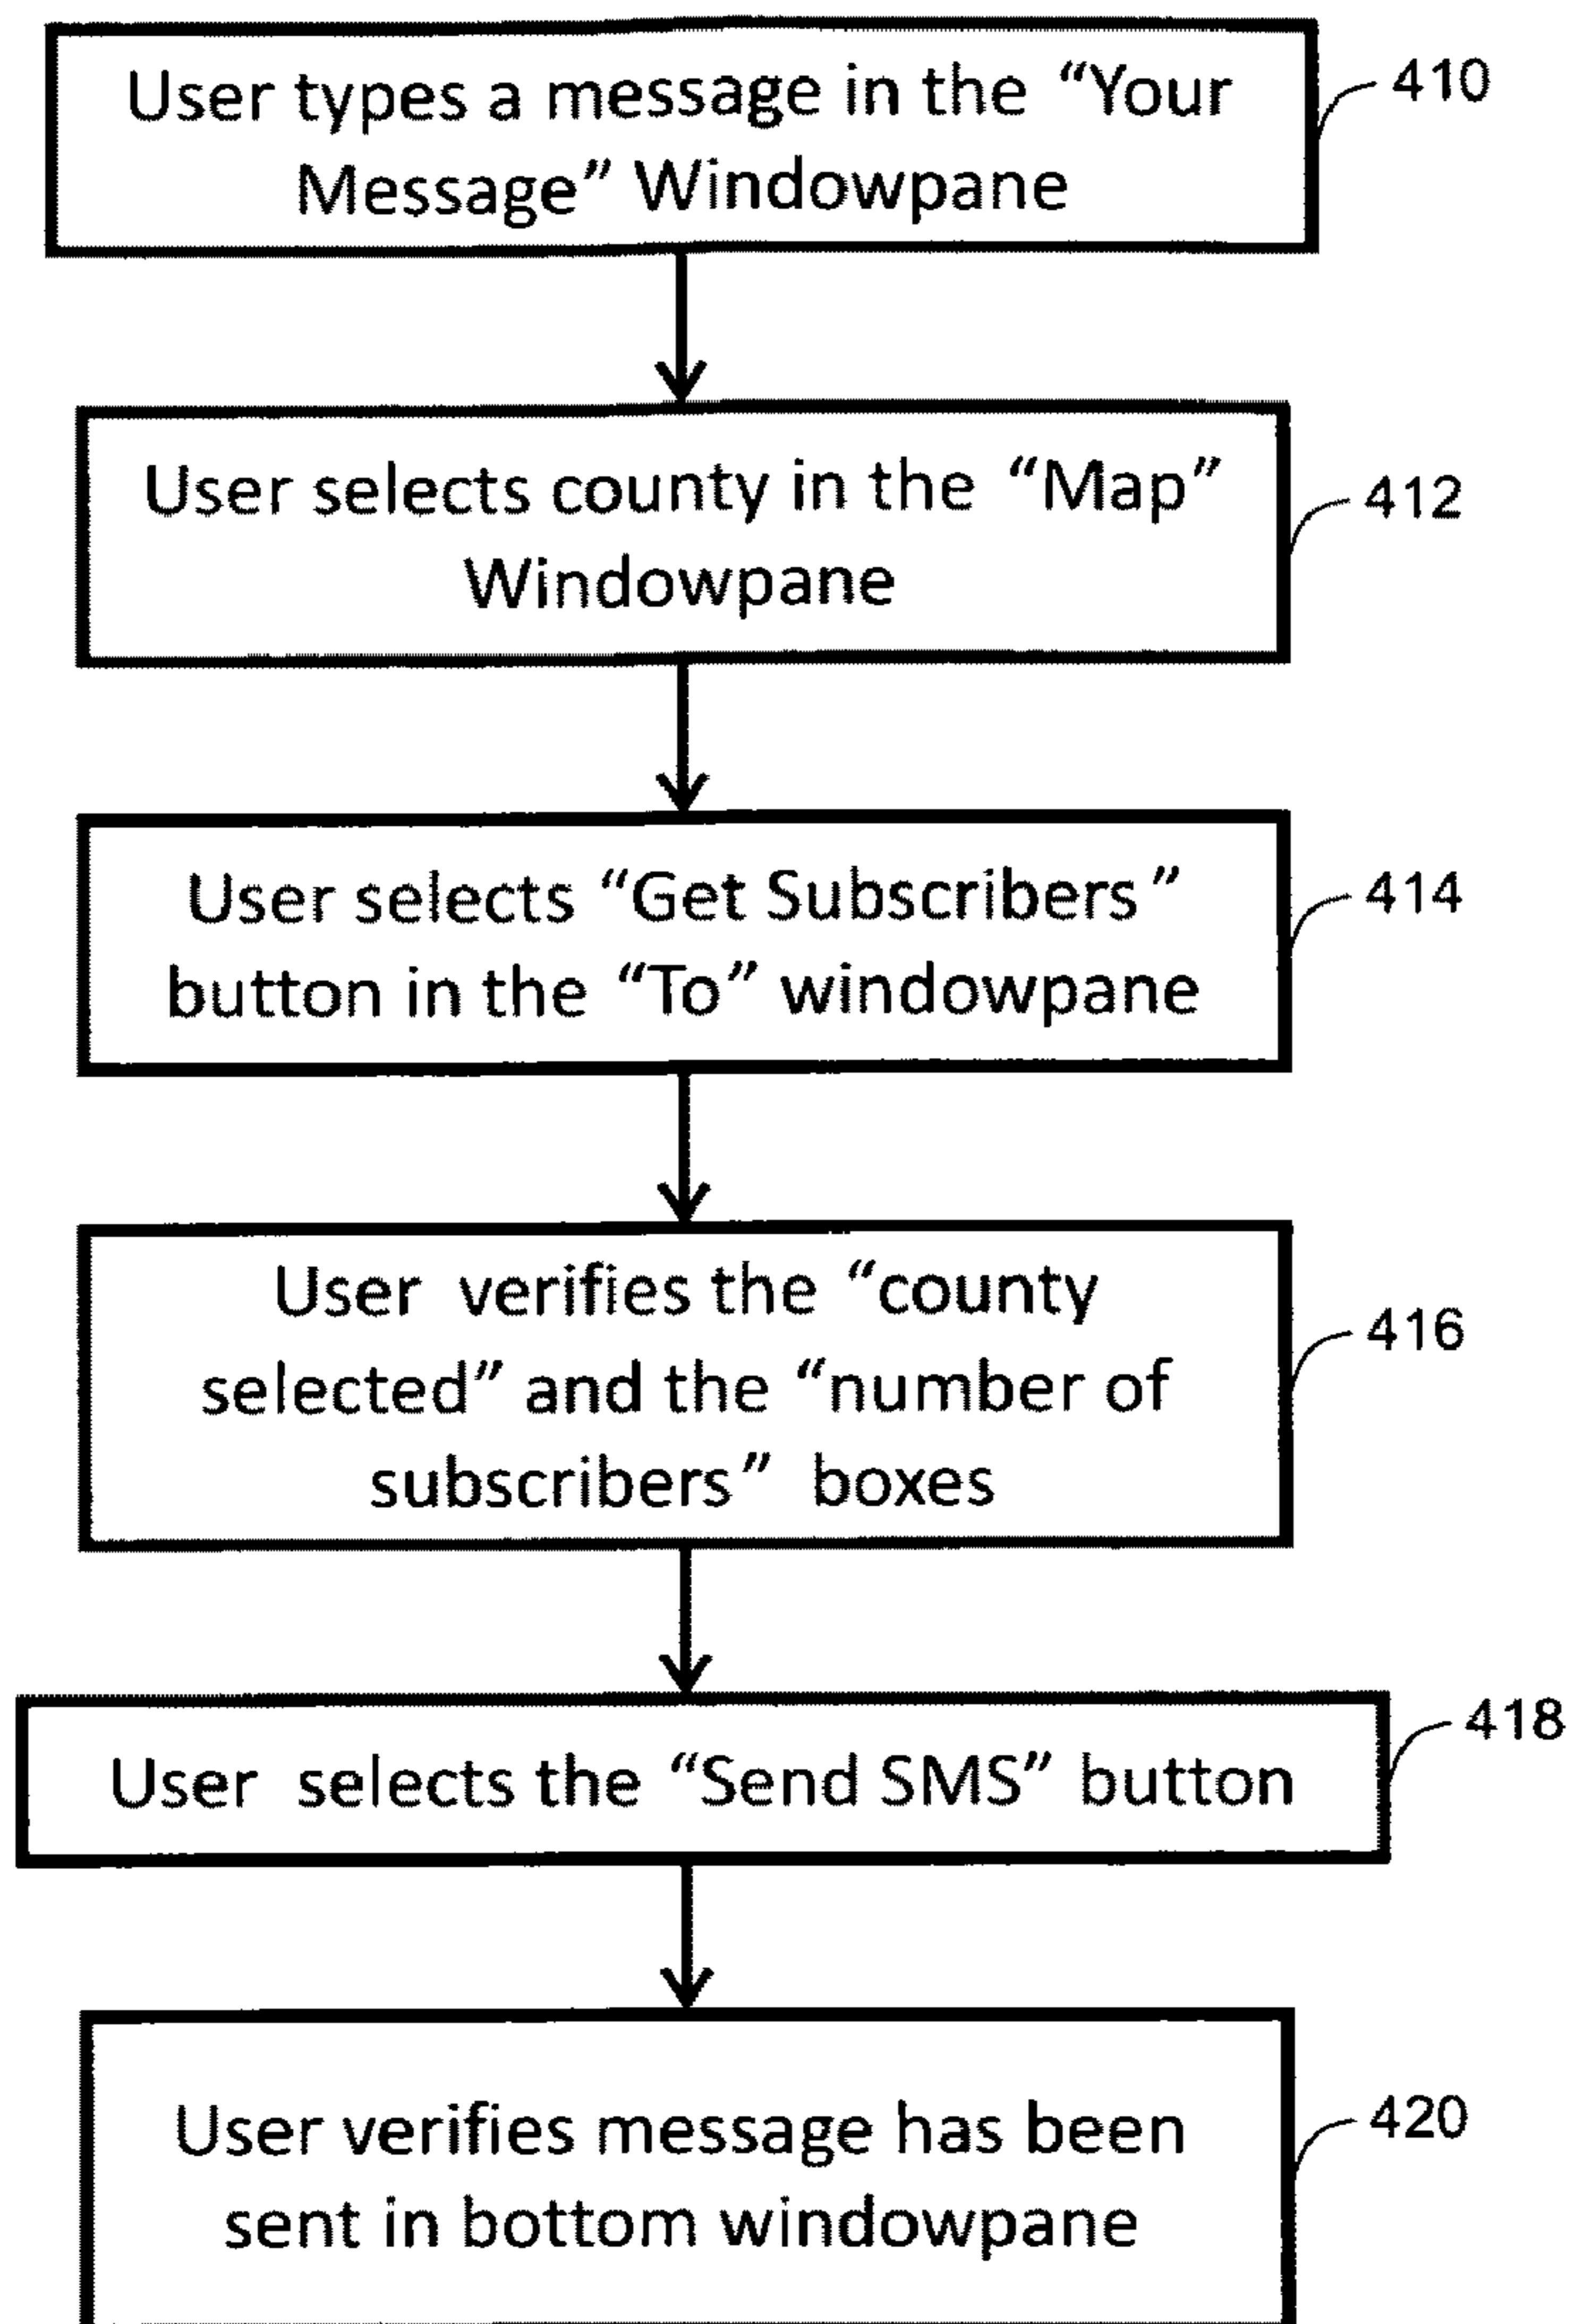 User types a message in the “Your
Message” Windowpane
410
User selects county in the “Map”
Windowpane
412
User selects “Get Subscribers”
button in the “To” windowpane
414
User verifies the “county
selected” and the “number of
subscribers” boxes
416
User selects the “Send SMS” button
418
User verifies message has been
sent in bottom windowpane
420